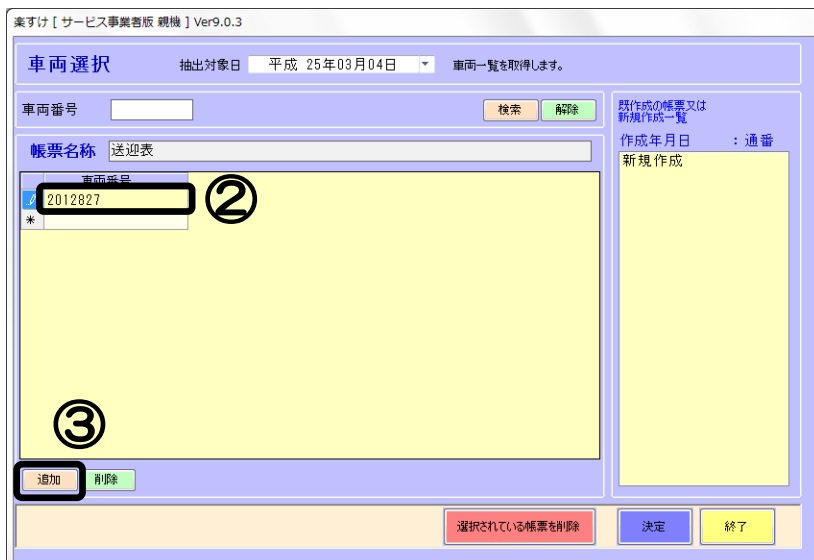 楽すけ [ サービス事業者版 親機 ] Ver9.0.3
車両選択 抽出対象日 平成 25年03月04日 車両一覧を取得します。
車両番号 検索 解除
帳票名称 送迎表
車両番号
2012827
②
*
③
追加 削除
既作成の帳票又は
新規作成一覧
作成年月日 :通番
新規作成
選択されている帳票を削除 決定 終了